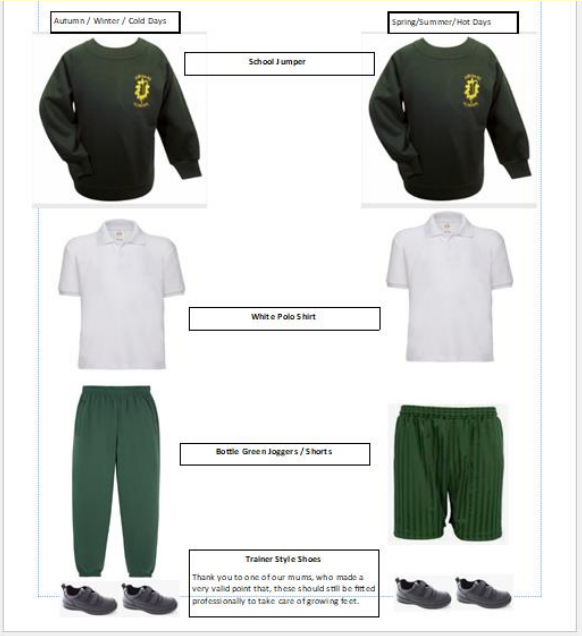 Autumn / Winter / Cold Days
Spring/Summer/Hot Days
School Jumper
White Polo Shirt
Bottle Green Joggers / Shorts
Trainer Style Shoes
Thank you to one of our mums, who made a
very valid point that, these should still be fitted
professionally to take care of growing feet.